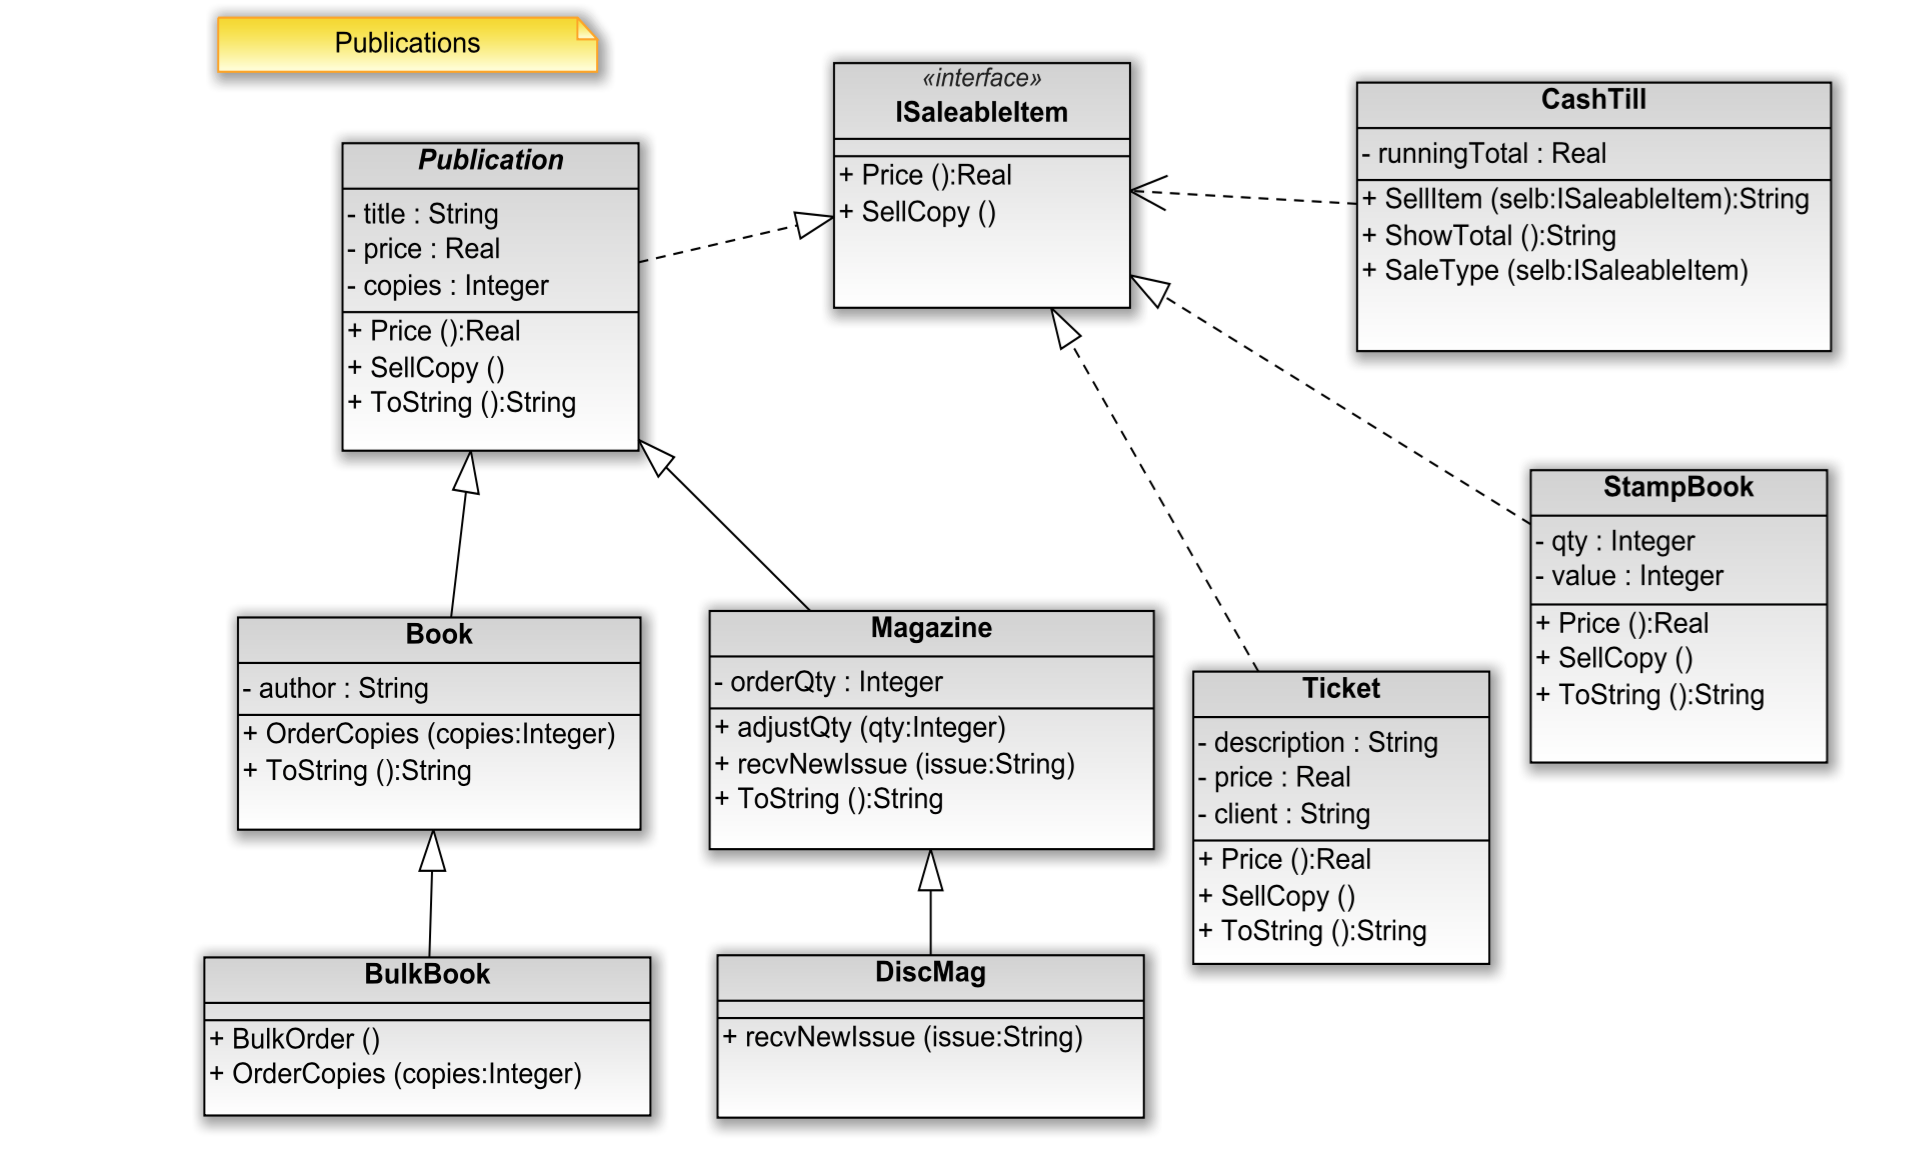 Publications
«interface»
ISaleableItem
+ Price ():Real
+ SellCopy ()
CashTill
- runningTotal : Real
+ SellItem (selb:ISaleableItem):String
+ ShowTotal ():String
+ SaleType (selb:ISaleableItem)
Publication
- title : String
- price : Real
- copies : Integer
+ Price ():Real
+ SellCopy ()
+ ToString ():String
StampBook
- qty : Integer
- value : Integer
+ Price ():Real
+ SellCopy ()
+ ToString ():String
Book
- author : String
+ OrderCopies (copies:Integer)
+ ToString ():String
Magazine
- orderQty : Integer
+ adjustQty (qty:Integer)
+ recvNewIssue (issue:String)
+ ToString ():String
Ticket
- description : String
- price : Real
- client : String
+ Price ():Real
+ SellCopy ()
+ ToString ():String
BulkBook
+ BulkOrder ()
+ OrderCopies (copies:Integer)
DiscMag
+ recvNewIssue (issue:String)